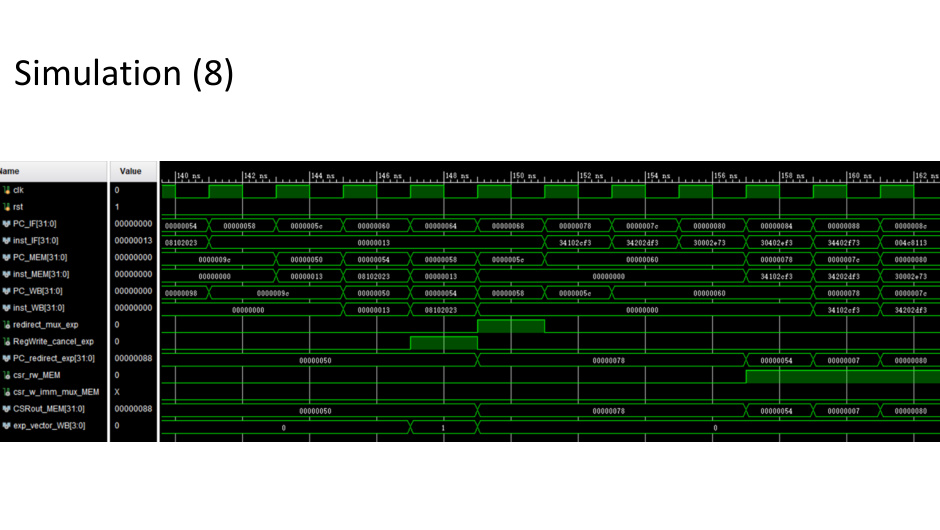 Simulation (8)
Name Value 140 ns 142 ns 144 ns 146 ns 148 ns 150 ns 152 ns 154 ns 156 ns 158 ns 160 ns 162 ns
clk 0
rst 1
PC_IF[31:0] 00000000 00000054 00000058 0000005c 00000060 00000064 00000068 00000078 0000007c 00000080 00000084 00000088 0000008c
inst_IF[31:0] 00000013 08102023 00000013 34102cf3 342024f3 30002e73 30402ef3 34402f73 004c8113
PC_MEM[31:0] 00000000 0000009c 00000050 00000054 00000058 0000005c 00000060 00000078 0000007c 00000080
inst_MEM[31:0] 00000000 00000000 00000013 08102023 00000013 00000000 34102cf3 342024f3 30002e73
PC_WB[31:0] 00000000 00000098 0000009c 00000050 00000054 00000058 0000005c 00000060 00000078 0000007c
inst_WB[31:0] 00000000 00000000 00000013 08102023 00000000 34102cf3 342024f3
redirect_mux_exp 0
RegWrite_cancel_exp 0
PC_redirect_exp[31:0] 00000088 00000050 00000078 00000054 00000007 00000080
csr_rw_MEM 0
csr_w_imm_mux_MEM X
CSRout_MEM[31:0] 00000088 00000050 00000078 00000054 00000007 00000080
exp_vector_WB[3:0] 0 0 1 0